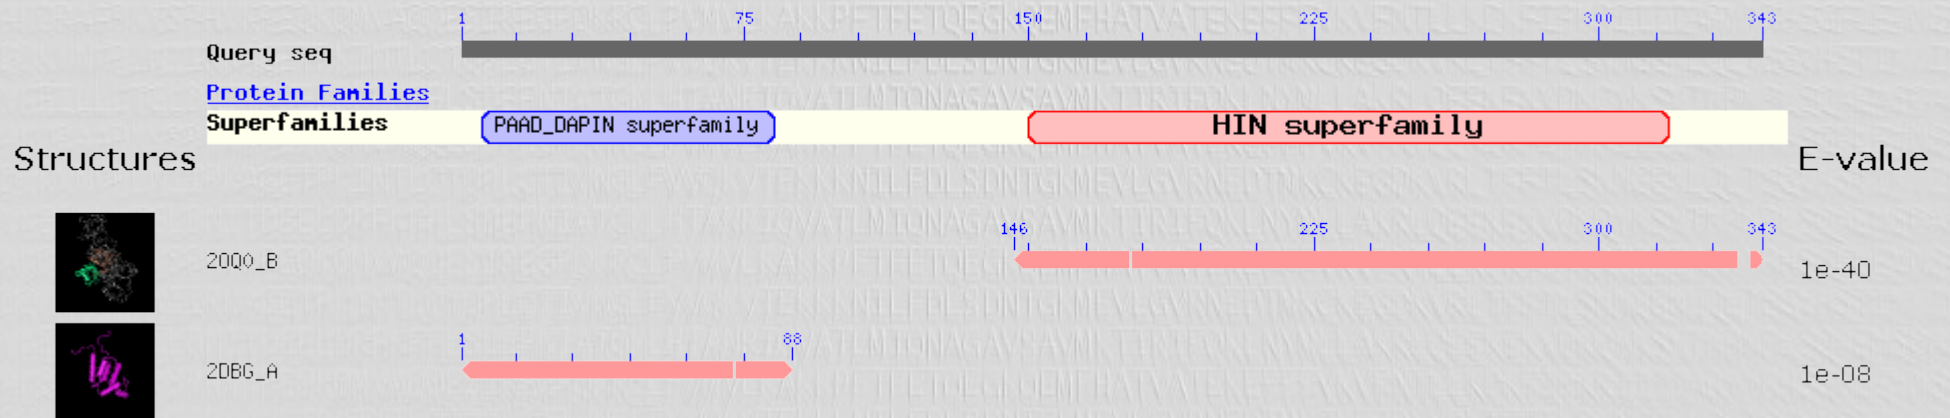 1 75 150 225 300 343
Query seq
Protein Families
Superfamilies PAAD_DAPIN superfamily HIN superfamily
Structures E-value
146 225 300 343
2OQ0_B 1e-40
1 88
2DBG_A 1e-08